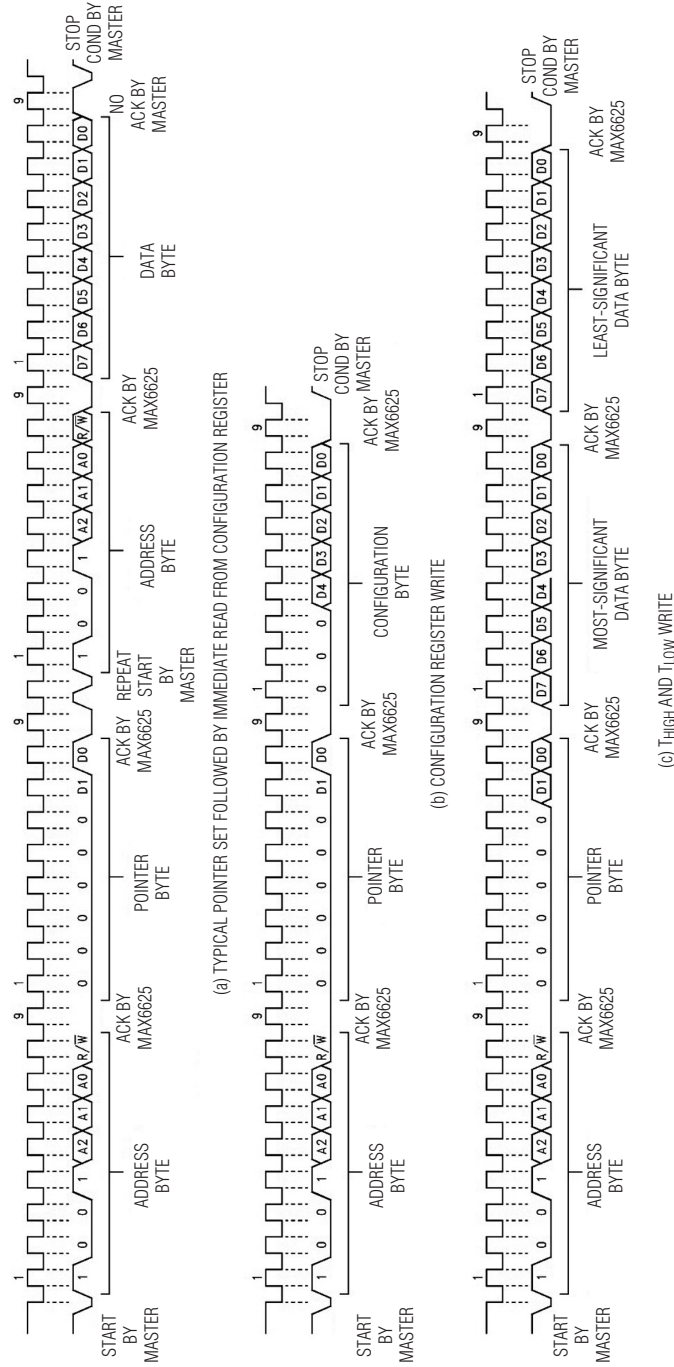 1
9
1
9
1
9
1
9
1
0
0
1
A2
A1
A0
R/W̅
0
0
0
0
0
0
D1
D0
1
0
0
1
A2
A1
A0
R/W̅
D7
D6
D5
D4
D3
D2
D1
D0
START
BY
MASTER
ADDRESS
BYTE
ACK BY
MAX6625
POINTER
BYTE
ACK BY
MAX6625
REPEAT
START
BY
MASTER
ADDRESS
BYTE
ACK BY
MAX6625
DATA
BYTE
NO
ACK BY
MASTER
STOP
COND BY
MASTER
(a) TYPICAL POINTER SET FOLLOWED BY IMMEDIATE READ FROM CONFIGURATION REGISTER
1
9
1
9
1
9
1
0
0
1
A2
A1
A0
R/W̅
0
0
0
0
0
0
D1
D0
0
0
0
D4
D3
D2
D1
D0
START
BY
MASTER
ADDRESS
BYTE
ACK BY
MAX6625
POINTER
BYTE
ACK BY
MAX6625
CONFIGURATION
BYTE
ACK BY
MAX6625
STOP
COND BY
MASTER
(b) CONFIGURATION REGISTER WRITE
1
9
1
9
1
9
1
9
1
0
0
1
A2
A1
A0
R/W̅
0
0
0
0
0
0
D1
D0
D7
D6
D5
D4
D3
D2
D1
D0
D7
D6
D5
D4
D3
D2
D1
D0
START
BY
MASTER
ADDRESS
BYTE
ACK BY
MAX6625
POINTER
BYTE
ACK BY
MAX6625
MOST-SIGNIFICANT
DATA BYTE
ACK BY
MAX6625
LEAST-SIGNIFICANT
DATA BYTE
ACK BY
MAX6625
STOP
COND BY
MASTER
(c) THIGH AND TLOW WRITE